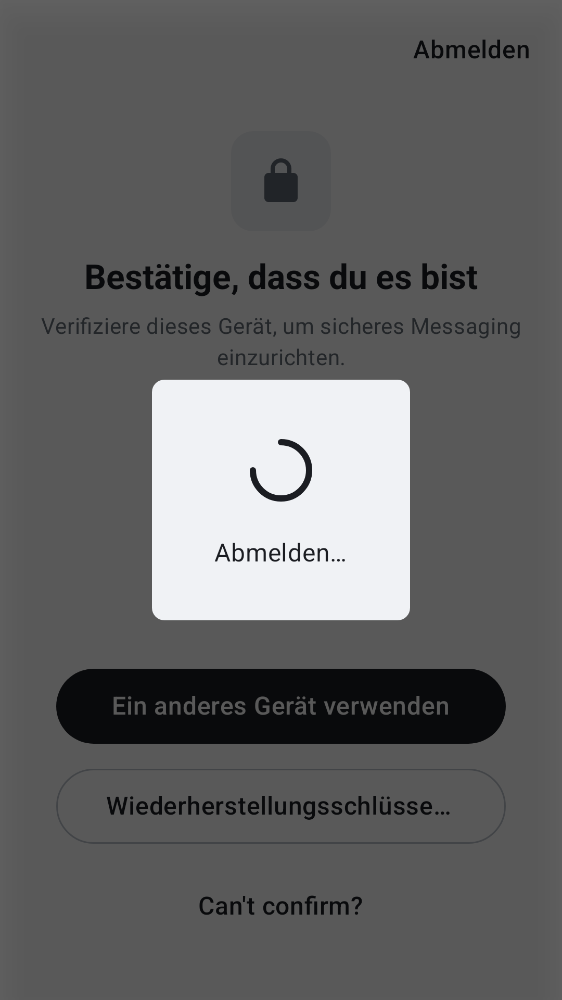 Abmelden
Bestätige, dass du es bist
Verifiziere dieses Gerät, um sicheres Messaging
einzurichten.
Abmelden…
Ein anderes Gerät verwenden
Wiederherstellungsschlüsse…
Can't confirm?